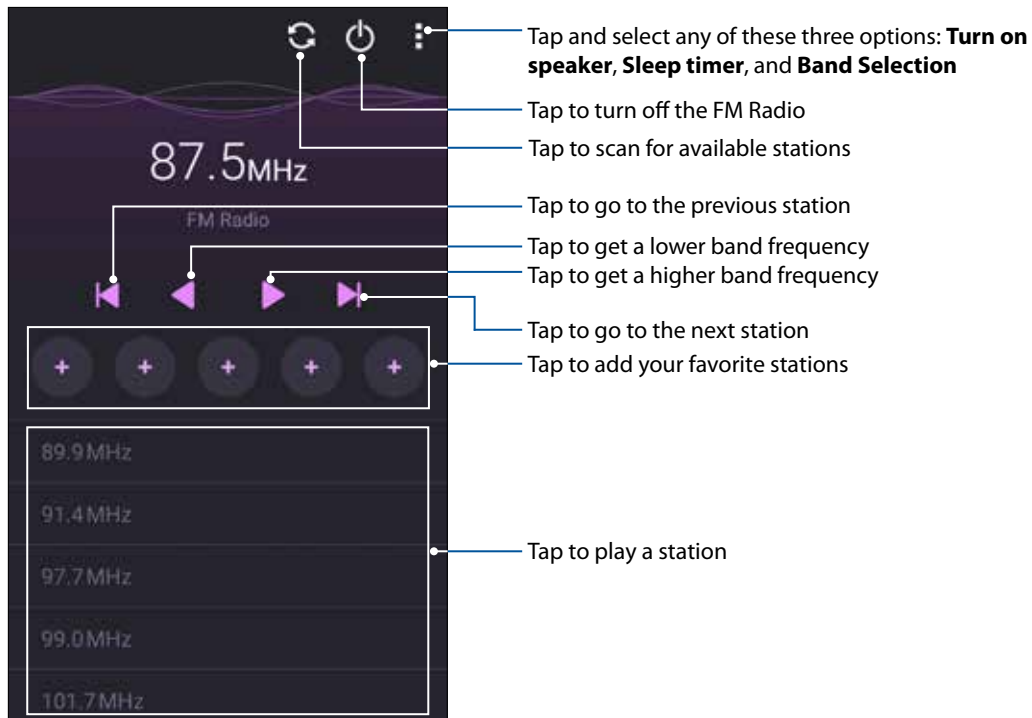 Tap and select any of these three options: Turn on
speaker, Sleep timer, and Band Selection
Tap to turn off the FM Radio
Tap to scan for available stations
87.5MHz
FM Radio
Tap to go to the previous station
Tap to get a lower band frequency
Tap to get a higher band frequency
Tap to go to the next station
Tap to add your favorite stations
89.9MHz
91.4MHz
97.7MHz
99.0MHz
101.7MHz
Tap to play a station